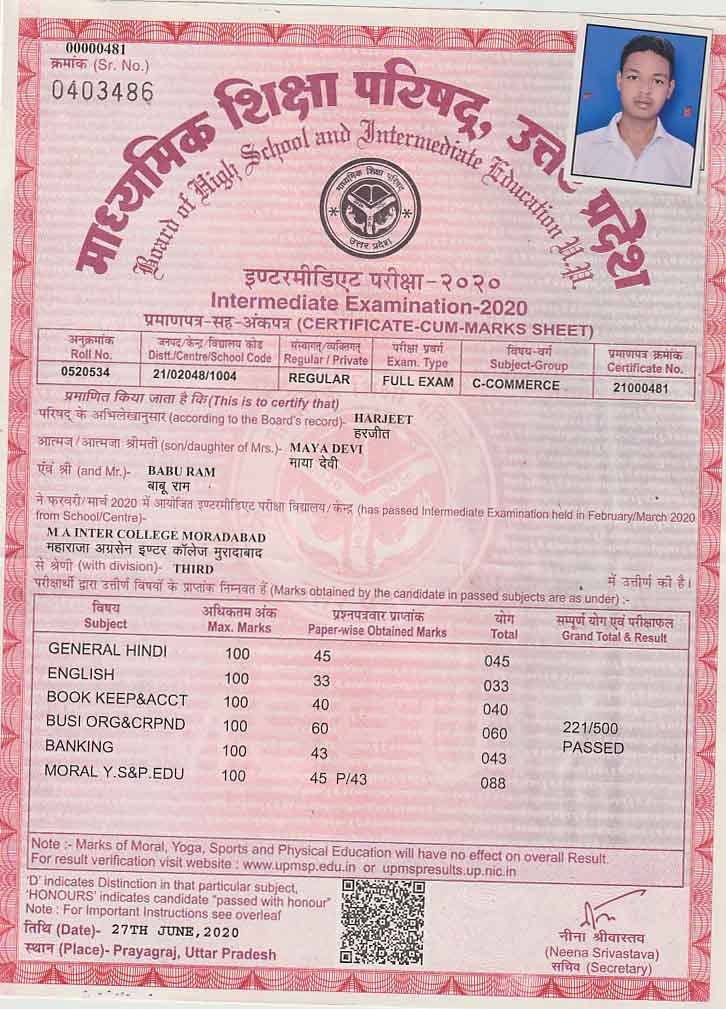 00000481
क्रमांक (Sr. No.)
0403486
माध्यमिक शिक्षा परिषद्, उत्तर प्रदेश
Board of High School and Intermediate Education U.P.
माध्यमिक शिक्षा परिषद्
उत्तर प्रदेश
इण्टरमीडिएट परीक्षा-२०२०
Intermediate Examination-2020
प्रमाणपत्र-सह-अंकपत्र (CERTIFICATE-CUM-MARKS SHEET)
अनुक्रमांक जनपद/केन्द्र/विद्यालय कोड संस्थागत/व्यक्तिगत परीक्षा प्रवर्ग विषय-वर्ग प्रमाणपत्र क्रमांक
Roll No. Distt./Centre/School Code Regular / Private Exam. Type Subject-Group Certificate No.
0520534 21/02048/1004 REGULAR FULL EXAM C-COMMERCE 21000481
प्रमाणित किया जाता है कि(This is to certify that)
परिषद् के अभिलेखानुसार (according to the Board's record)- HARJEET
हरजीत
आत्मज/आत्मजा श्रीमती (son/daughter of Mrs.)- MAYA DEVI
माया देवी
एंवं श्री (and Mr.)- BABU RAM
बाबू राम
ने फरवरी/मार्च 2020 में आयोजित इण्टरमीडिएट परीक्षा विद्यालय/केन्द्र (has passed Intermediate Examination held in February/March 2020
from School/Centre)-
M A INTER COLLEGE MORADABAD
महाराजा अग्रसेन इण्टर कॉलेज मुरादाबाद
से श्रेणी (with division)- THIRD में उत्तीर्ण की है।
परीक्षार्थी द्वारा उत्तीर्ण विषयों के प्राप्तांक निम्नवत हैं (Marks obtained by the candidate in passed subjects are as under) :-
विषय अधिकतम अंक प्रश्नपत्रवार प्राप्तांक योग सम्पूर्ण योग एवं परीक्षाफल
Subject Max. Marks Paper-wise Obtained Marks Total Grand Total & Result
GENERAL HINDI 100 45 045
ENGLISH 100 33 033
BOOK KEEP&ACCT 100 40 040
BUSI ORG&CRPND 100 60 060 221/500
BANKING 100 43 043 PASSED
MORAL Y.S&P.EDU 100 45 P/43 088
Note :- Marks of Moral, Yoga, Sports and Physical Education will have no effect on overall Result.
For result verification visit website : www.upmsp.edu.in or upmspresults.up.nic.in
'D' indicates Distinction in that particular subject,
'HONOURS' indicates candidate "passed with honour"
Note : For Important Instructions see overleaf
तिथि (Date)- 27TH JUNE,2020
स्थान (Place)- Prayagraj, Uttar Pradesh
नीना श्रीवास्तव
(Neena Srivastava)
सचिव (Secretary)